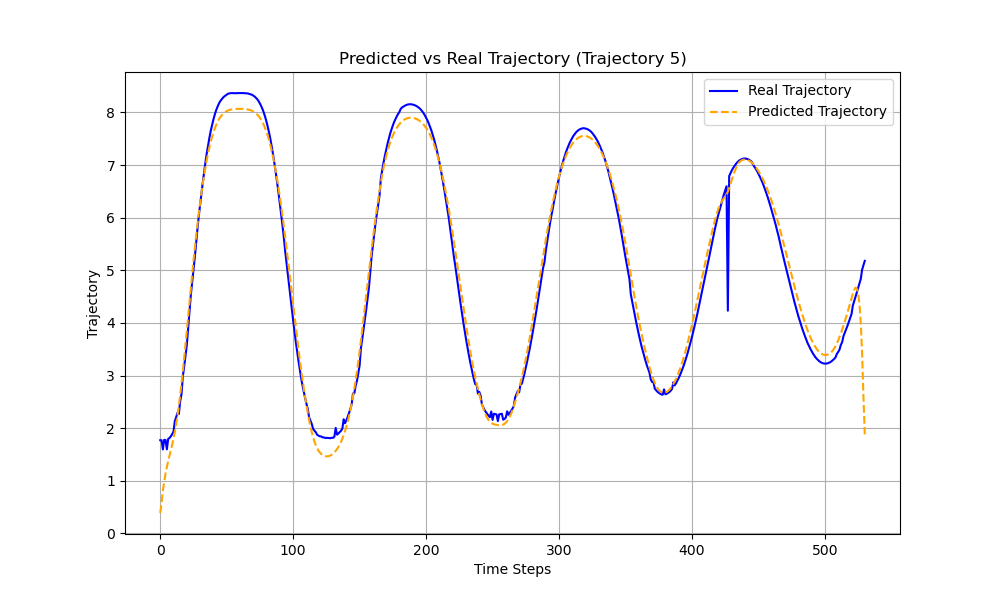 Predicted vs Real Trajectory (Trajectory 5)
Real Trajectory
Predicted Trajectory
Trajectory
8
7
6
5
4
3
2
1
0
0 100 200 300 400 500
Time Steps